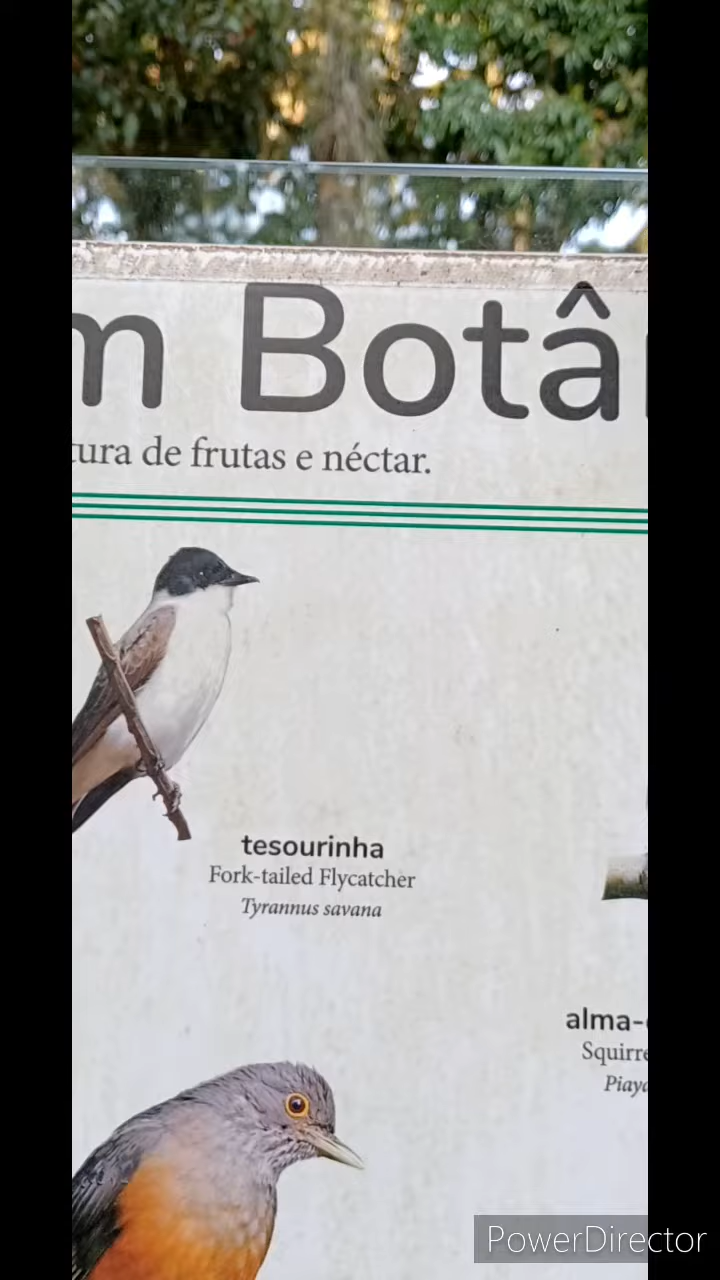 m Botâ
tura de frutas e néctar.
tesourinha
Fork-tailed Flycatcher
Tyrannus savana
alma-
Squirre
Piaya
PowerDirector